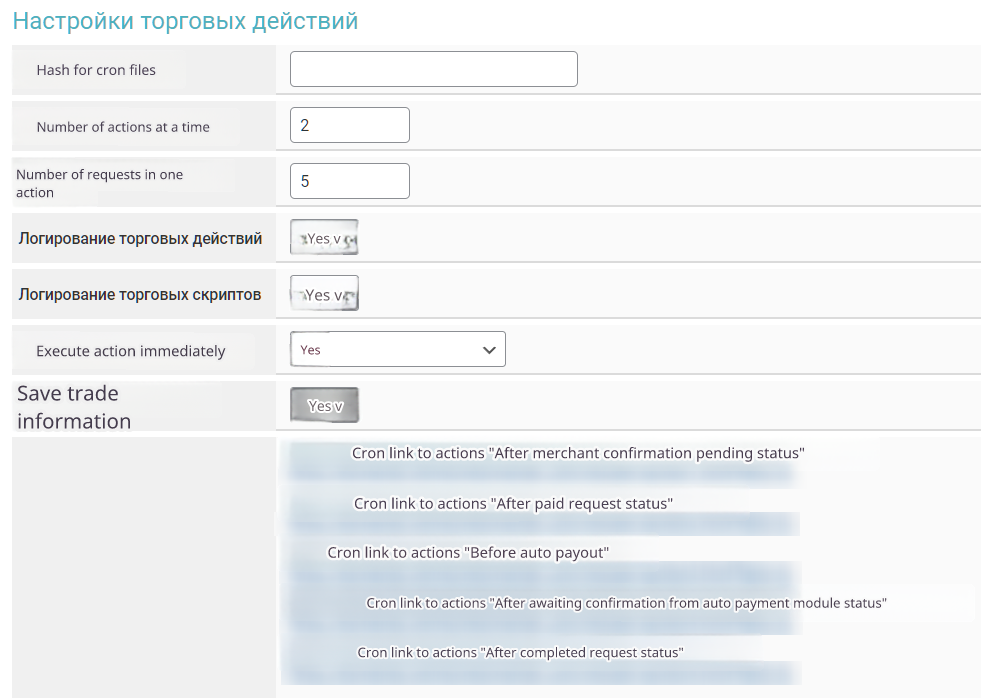 Настройки торговых действий
Hash for cron files
Number of actions at a time
2
Number of requests in one
action
5
Логирование торговых действий
Yes v
Логирование торговых скриптов
Yes v
Execute action immediately
Yes
Save trade
information
Yes v
Cron link to actions "After merchant confirmation pending status"
Cron link to actions "After paid request status"
Cron link to actions "Before auto payout"
Cron link to actions "After awaiting confirmation from auto payment module status"
Cron link to actions "After completed request status"